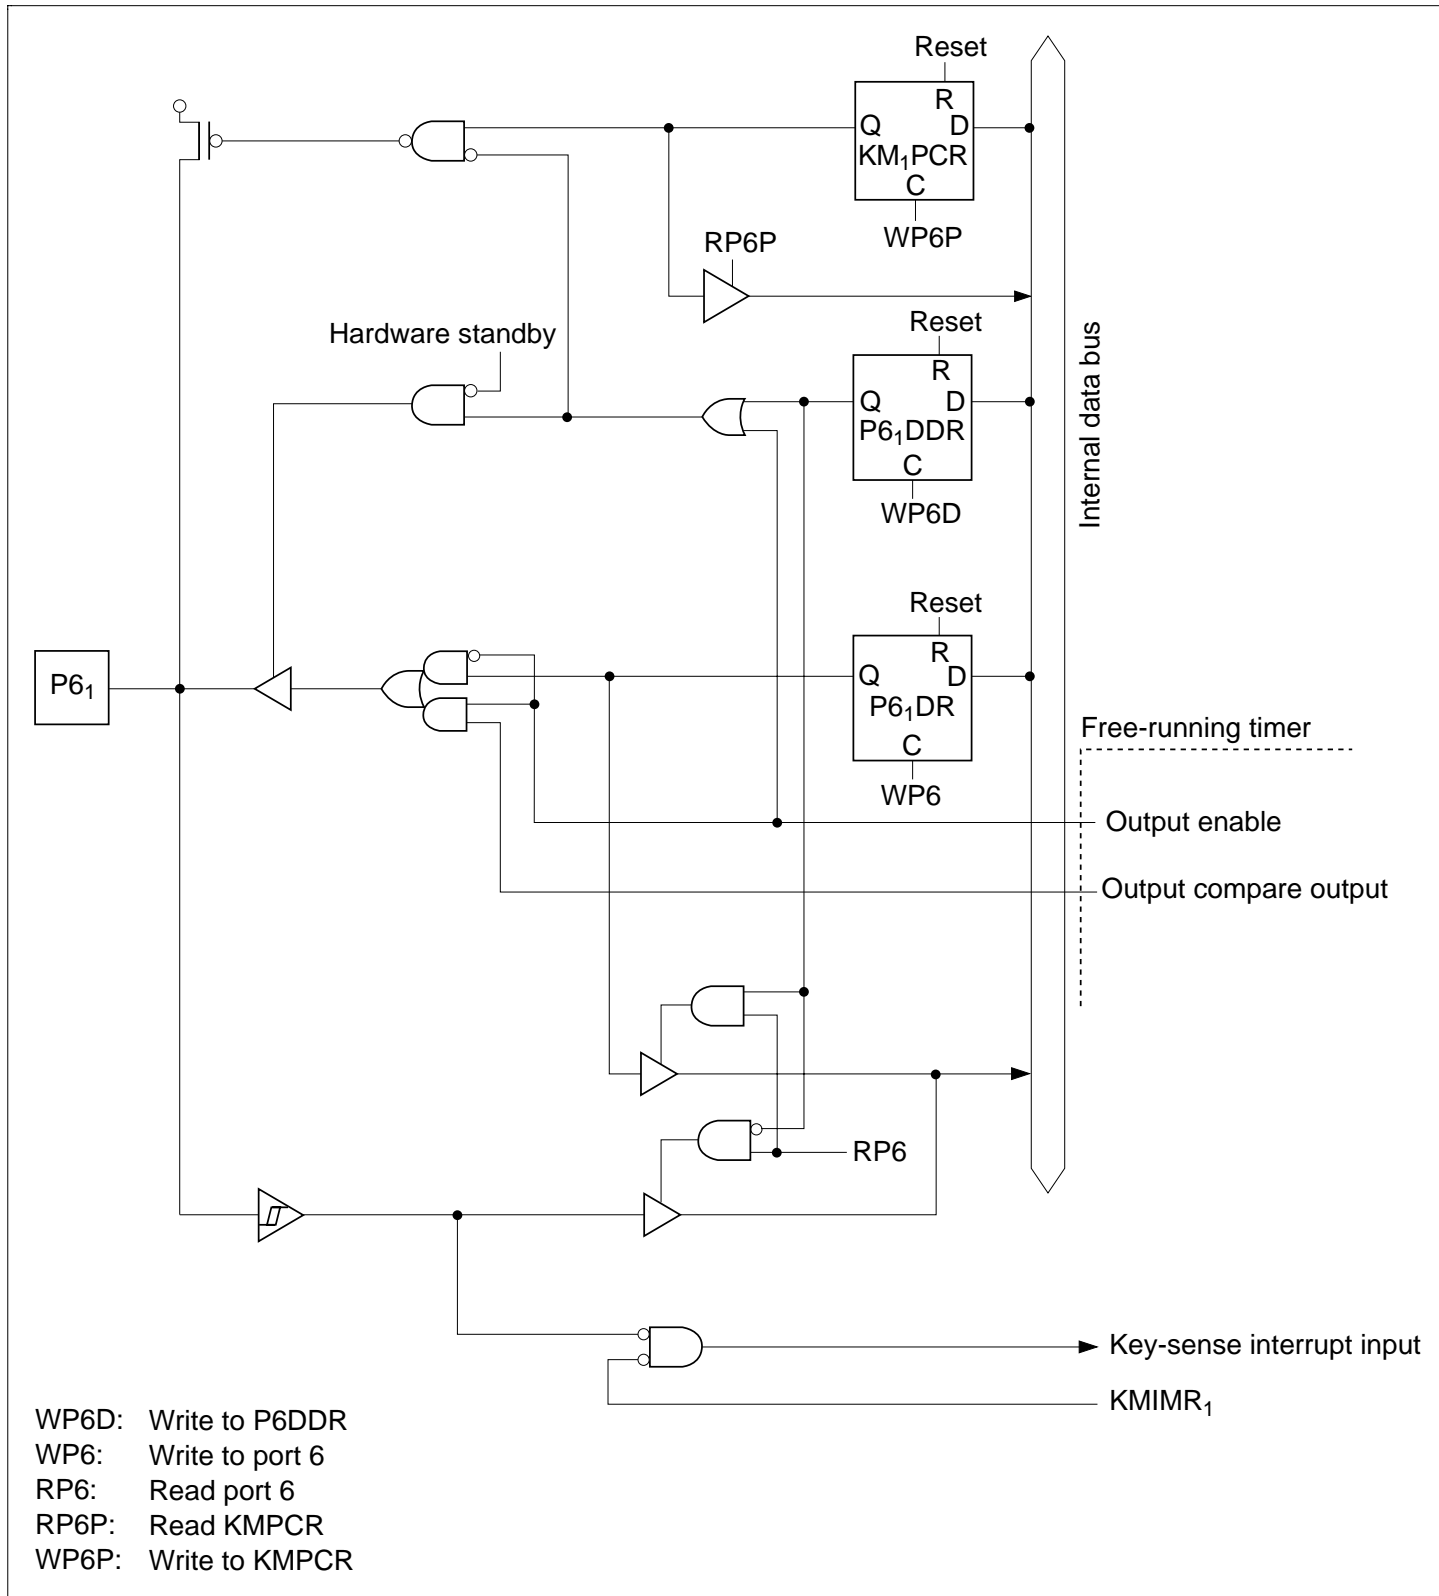 Reset
R
Q D
KM₁PCR
C
WP6P
RP6P
Hardware standby
Reset
R
Q D
P6₁DDR
C
WP6D
Internal data bus
Reset
R
Q D
P6₁DR
C
WP6
P6₁
Free-running timer
Output enable
Output compare output
RP6
Key-sense interrupt input
KMIMR₁
WP6D: Write to P6DDR
WP6: Write to port 6
RP6: Read port 6
RP6P: Read KMPCR
WP6P: Write to KMPCR